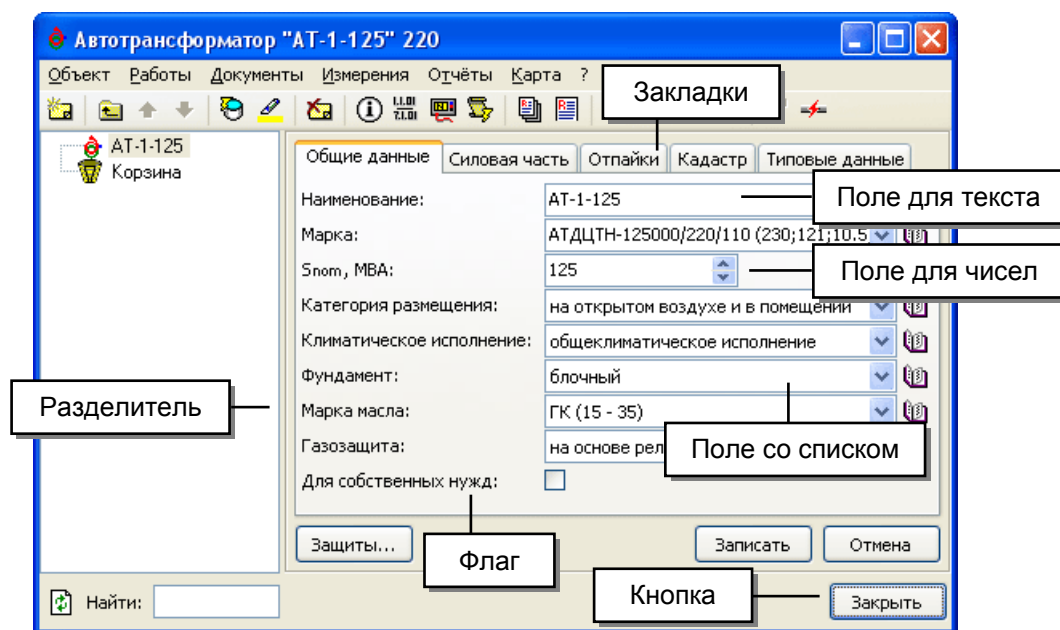 Автотрансформатор "АТ-1-125" 220
Объект Работы Документы Измерения Отчёты Карта ?
Закладки
АТ-1-125
Корзина
Общие данные Силовая часть Отпайки Кадастр Типовые данные
Наименование: АТ-1-125
Поле для текста
Марка: АТДЦТН-125000/220/110 (230;121;10.5
Snom, МВА: 125
Поле для чисел
Категория размещения: на открытом воздухе и в помещении
Климатическое исполнение: общеклиматическое исполнение
Фундамент: блочный
Разделитель
Марка масла: ГК (15 - 35)
Газозащита: на основе рел
Поле со списком
Для собственных нужд:
Защиты... Записать Отмена
Флаг
Найти:
Кнопка
Закрыть